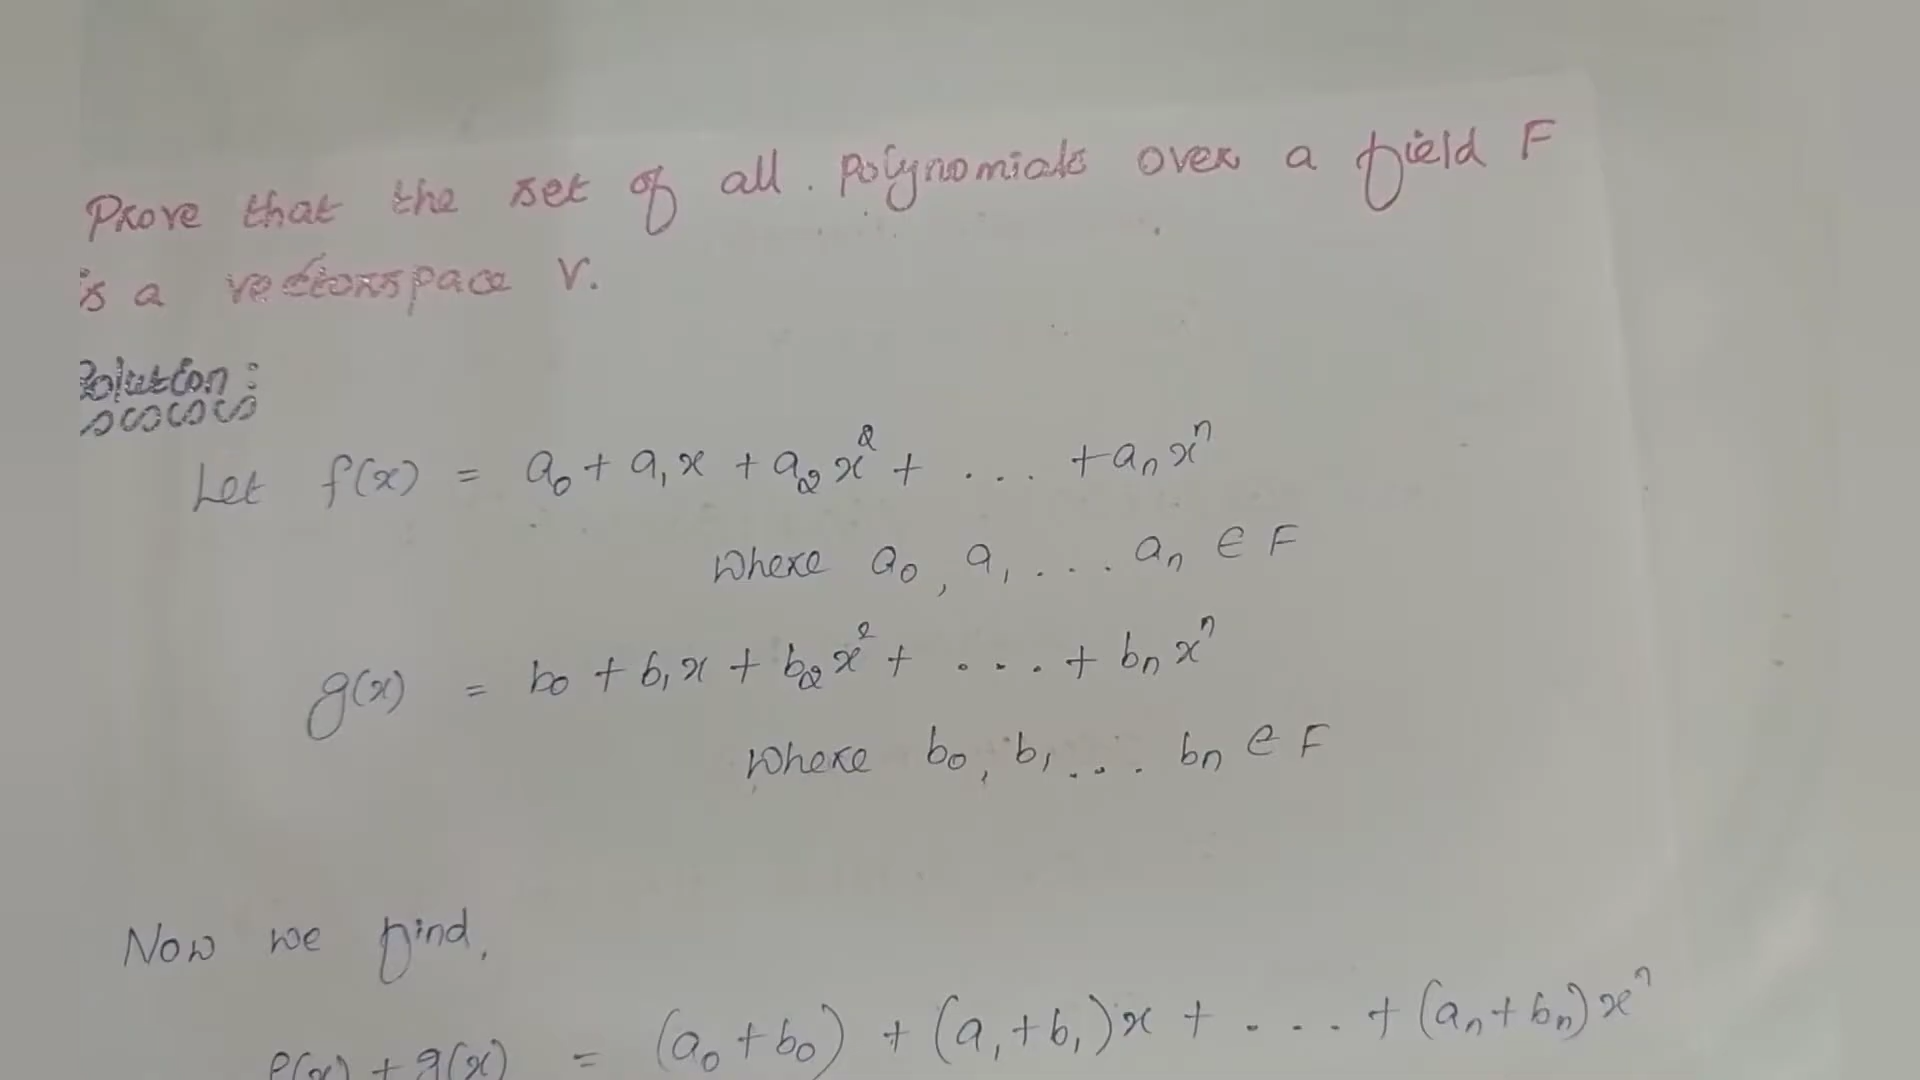 Prove that the set of all polynomials over a field F
is a vectorspace V.
Solution:
Let f(x) = a₀ + a₁x + a₂x² + .... + aₙxⁿ
where a₀, a₁ .... aₙ ∈ F
g(x) = b₀ + b₁x + b₂x² + .... + bₙxⁿ
where b₀, b₁ .... bₙ ∈ F
Now we find,
f(x) + g(x) = (a₀ + b₀) + (a₁ + b₁)x + .... + (aₙ + bₙ)xⁿ